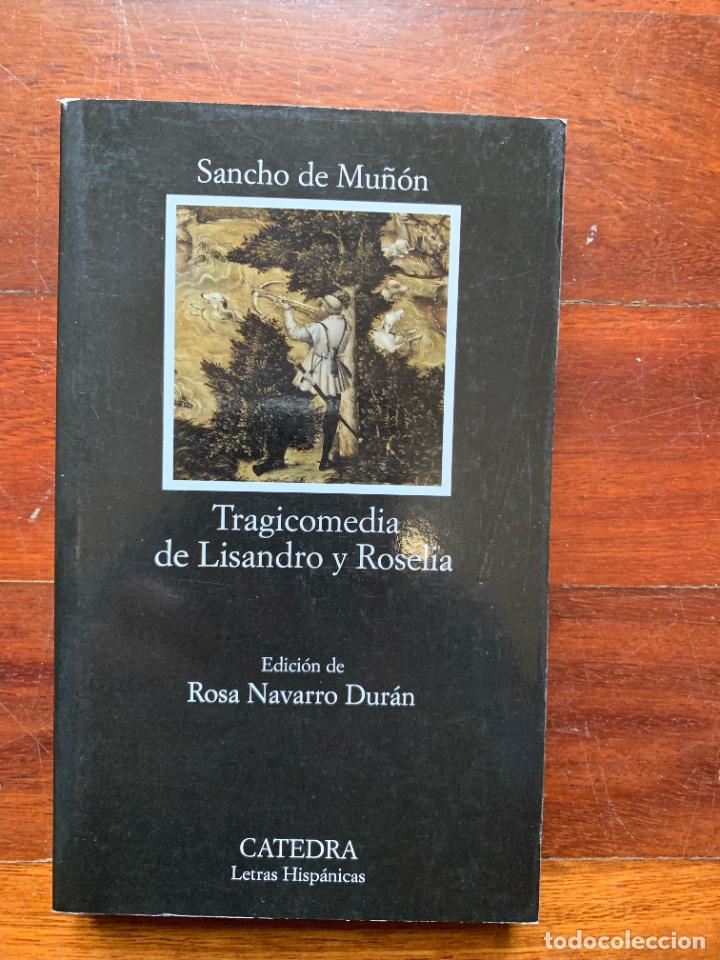 Sancho de Muñón
Tragicomedia
de Lisandro y Roselia
Edición de
Rosa Navarro Durán
CATEDRA
Letras Hispánicas
todocoleccion